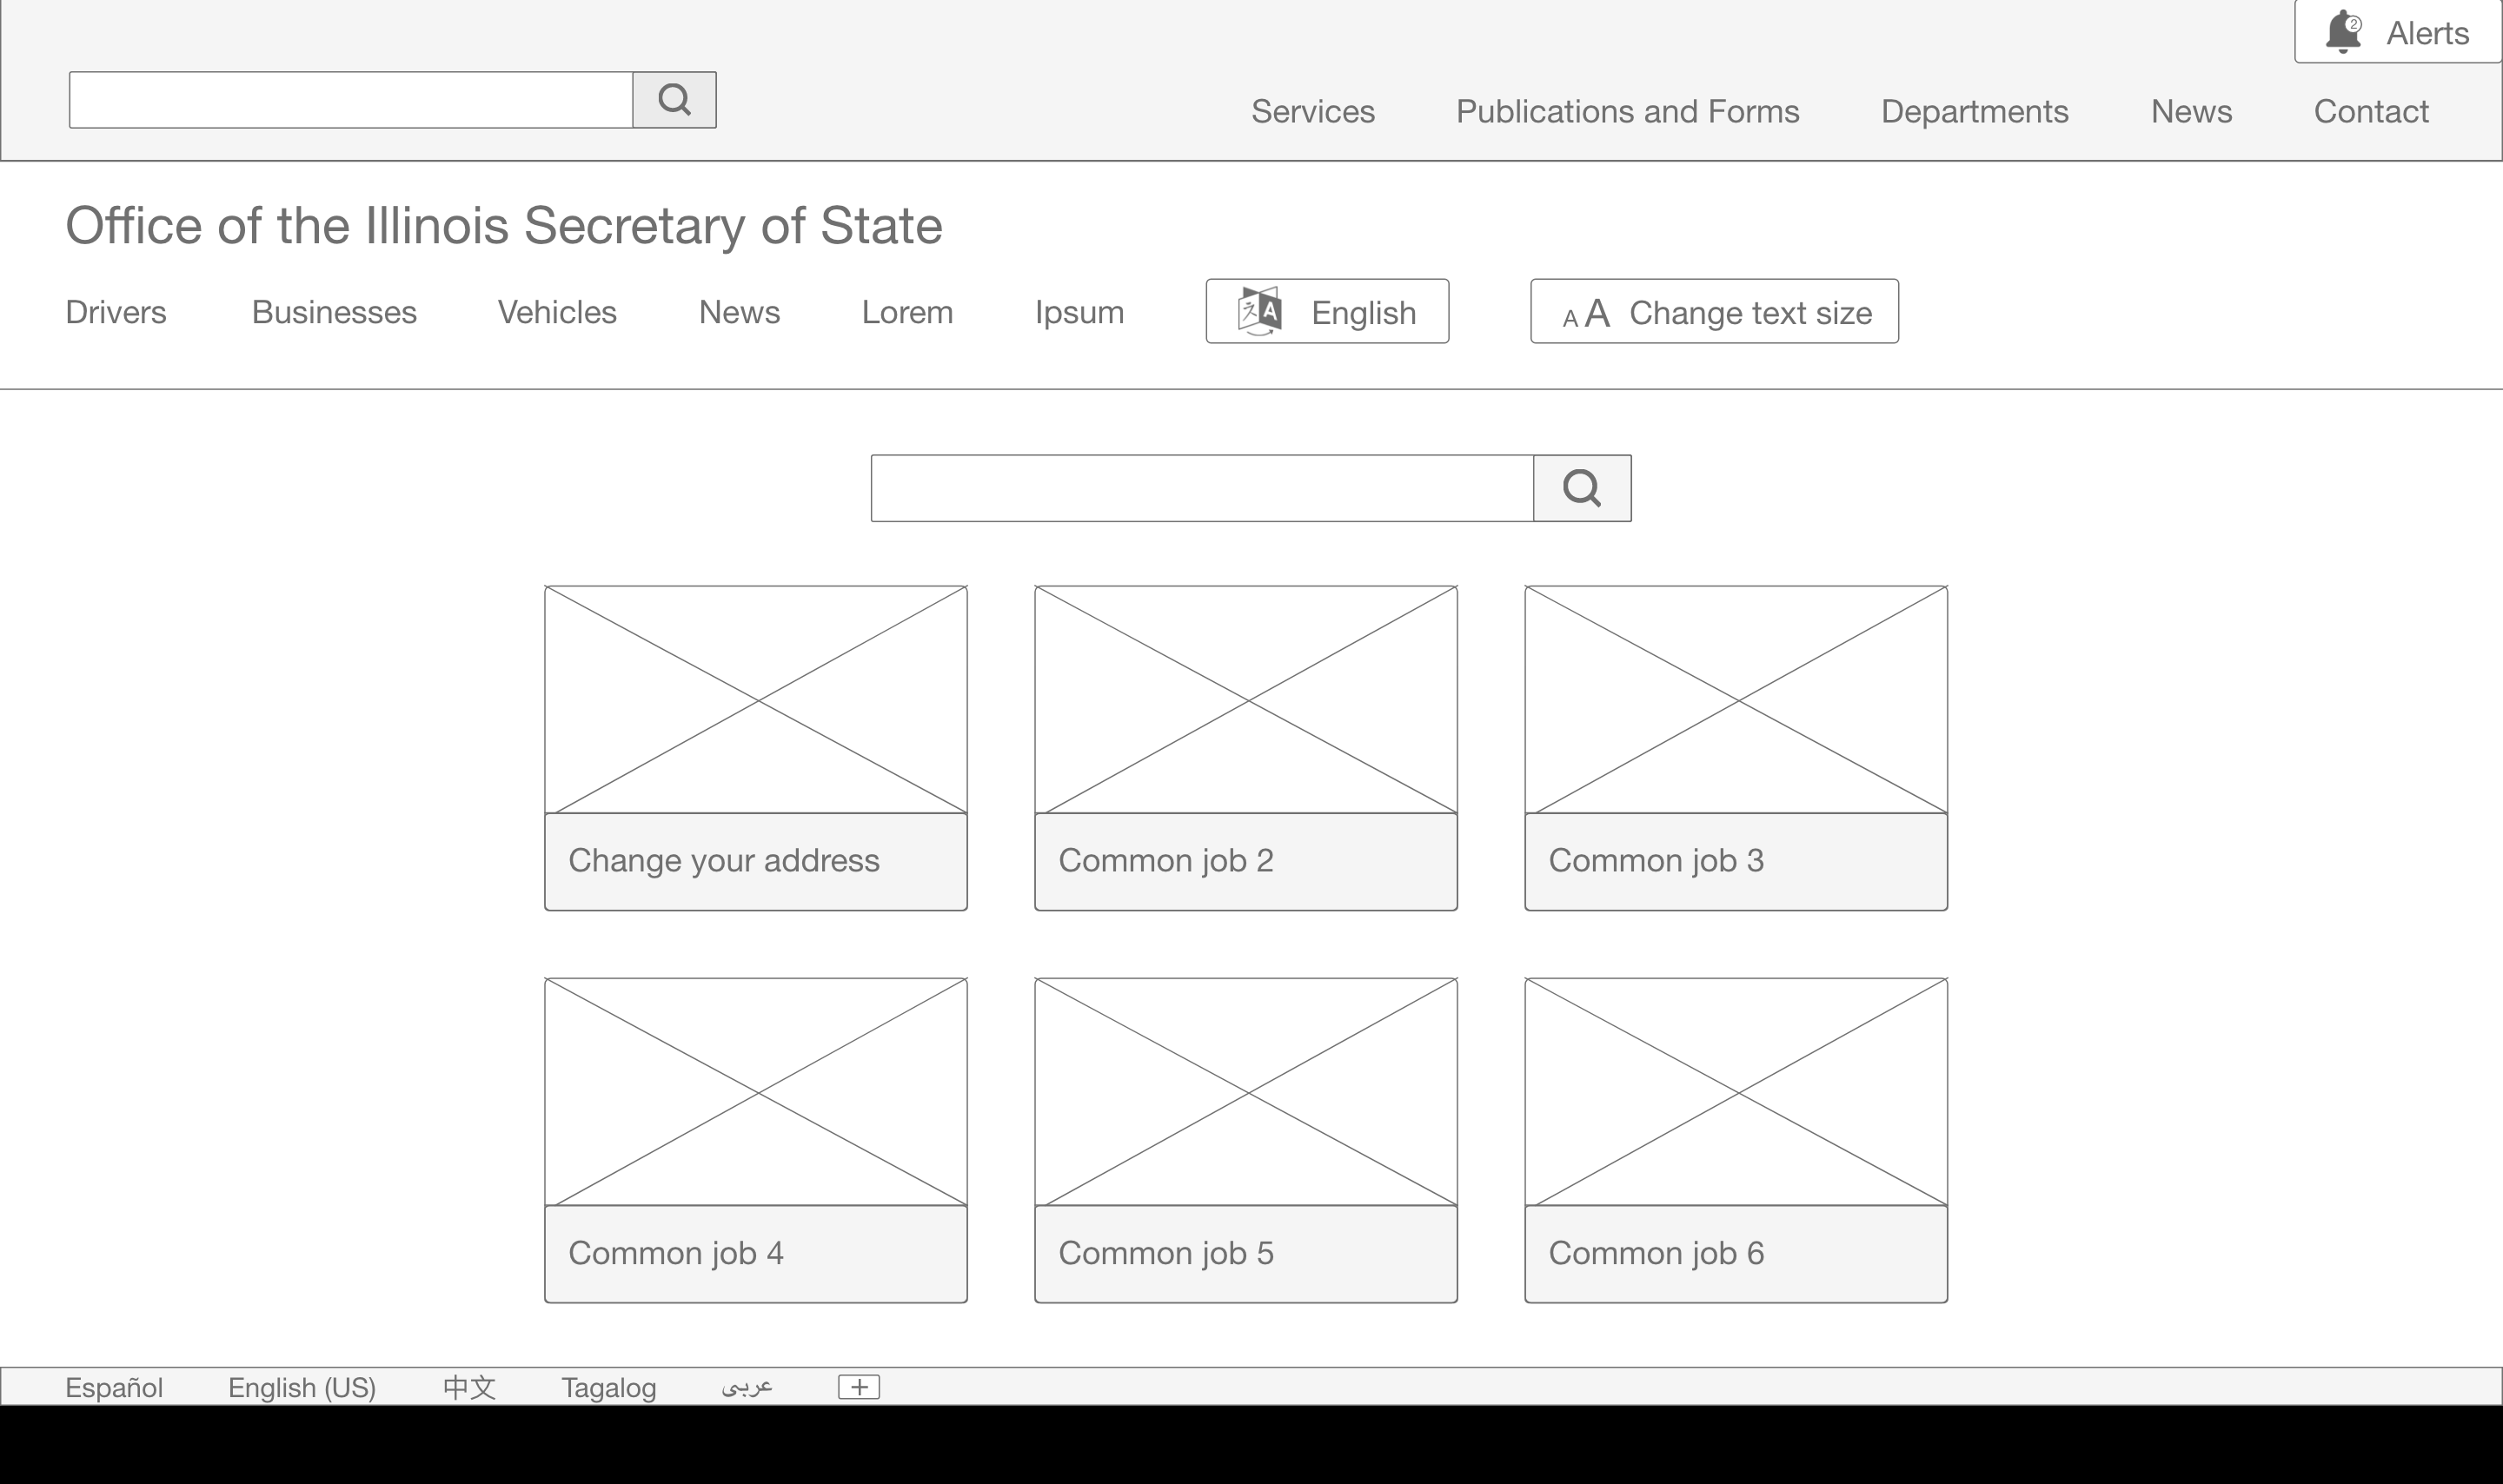 2 Alerts
Services Publications and Forms Departments News Contact
Office of the Illinois Secretary of State
Drivers Businesses Vehicles News Lorem Ipsum 文 A English A A Change text size
Change your address Common job 2 Common job 3
Common job 4 Common job 5 Common job 6
Español English (US) 中文 Tagalog عربى +